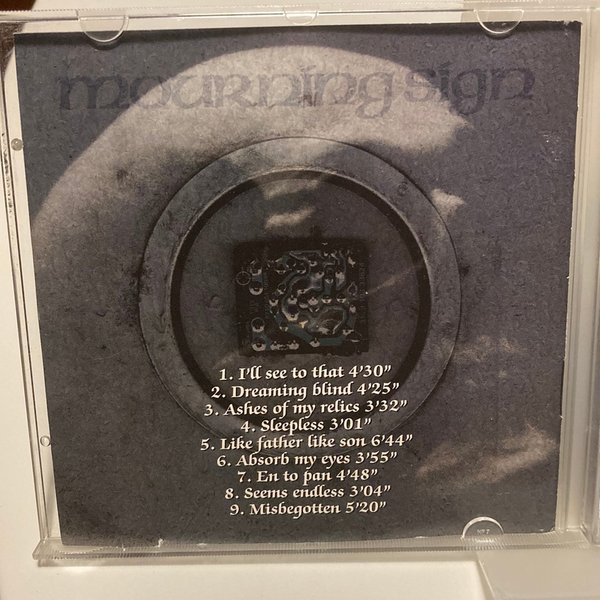 mourning sign
1. I'll see to that 4'30”
2. Dreaming blind 4'25”
3. Ashes of my relics 3'32”
4. Sleepless 3'01”
5. Like father like son 6'44”
6. Absorb my eyes 3'55”
7. En to pan 4'48”
8. Seems endless 3'04”
9. Misbegotten 5'20”